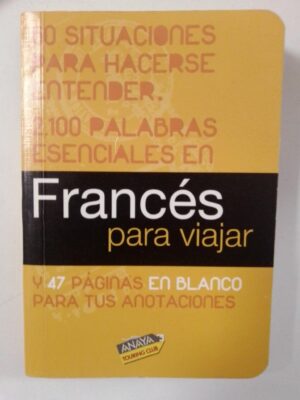 SITUACIONES
PARA HACERSE
ENTENDER.
2.100 PALABRAS
ESENCIALES EN
Francés
para viajar
Y 47 PÁGINAS EN BLANCO
PARA TUS ANOTACIONES
ANAYA
TOURING CLUB